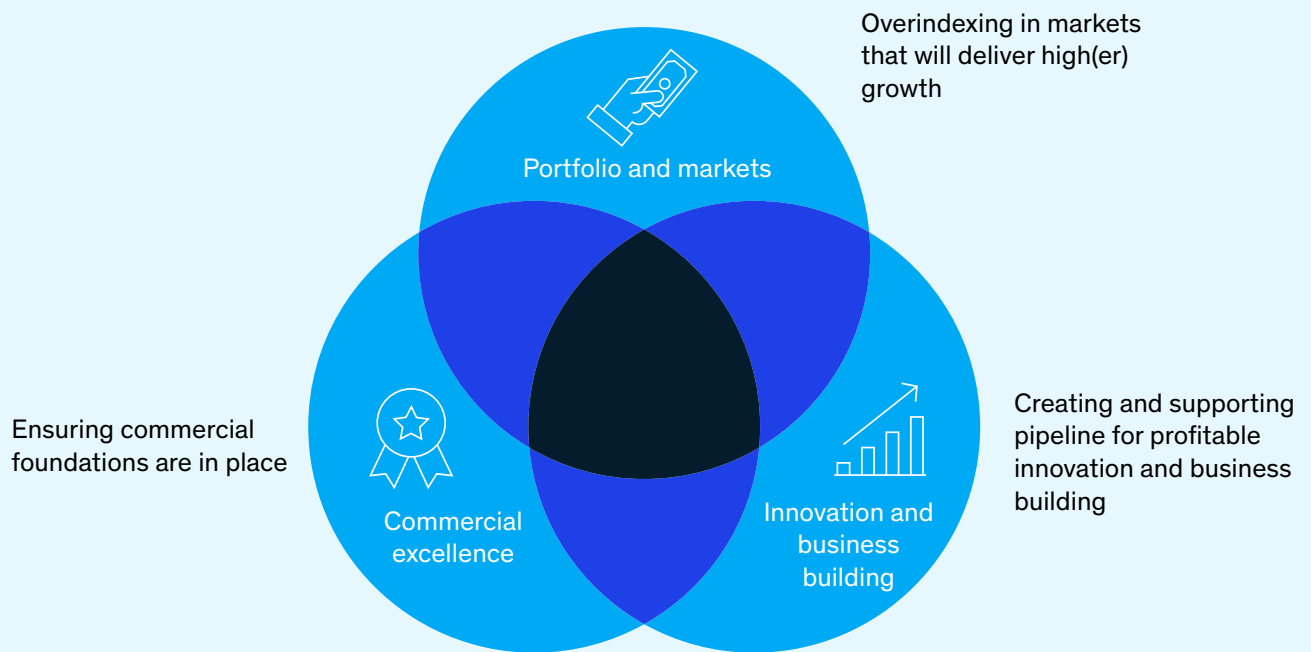 Overindexing in markets
that will deliver high(er)
growth
Portfolio and markets
Ensuring commercial
foundations are in place
Commercial
excellence
Innovation and
business
building
Creating and supporting
pipeline for profitable
innovation and business
building